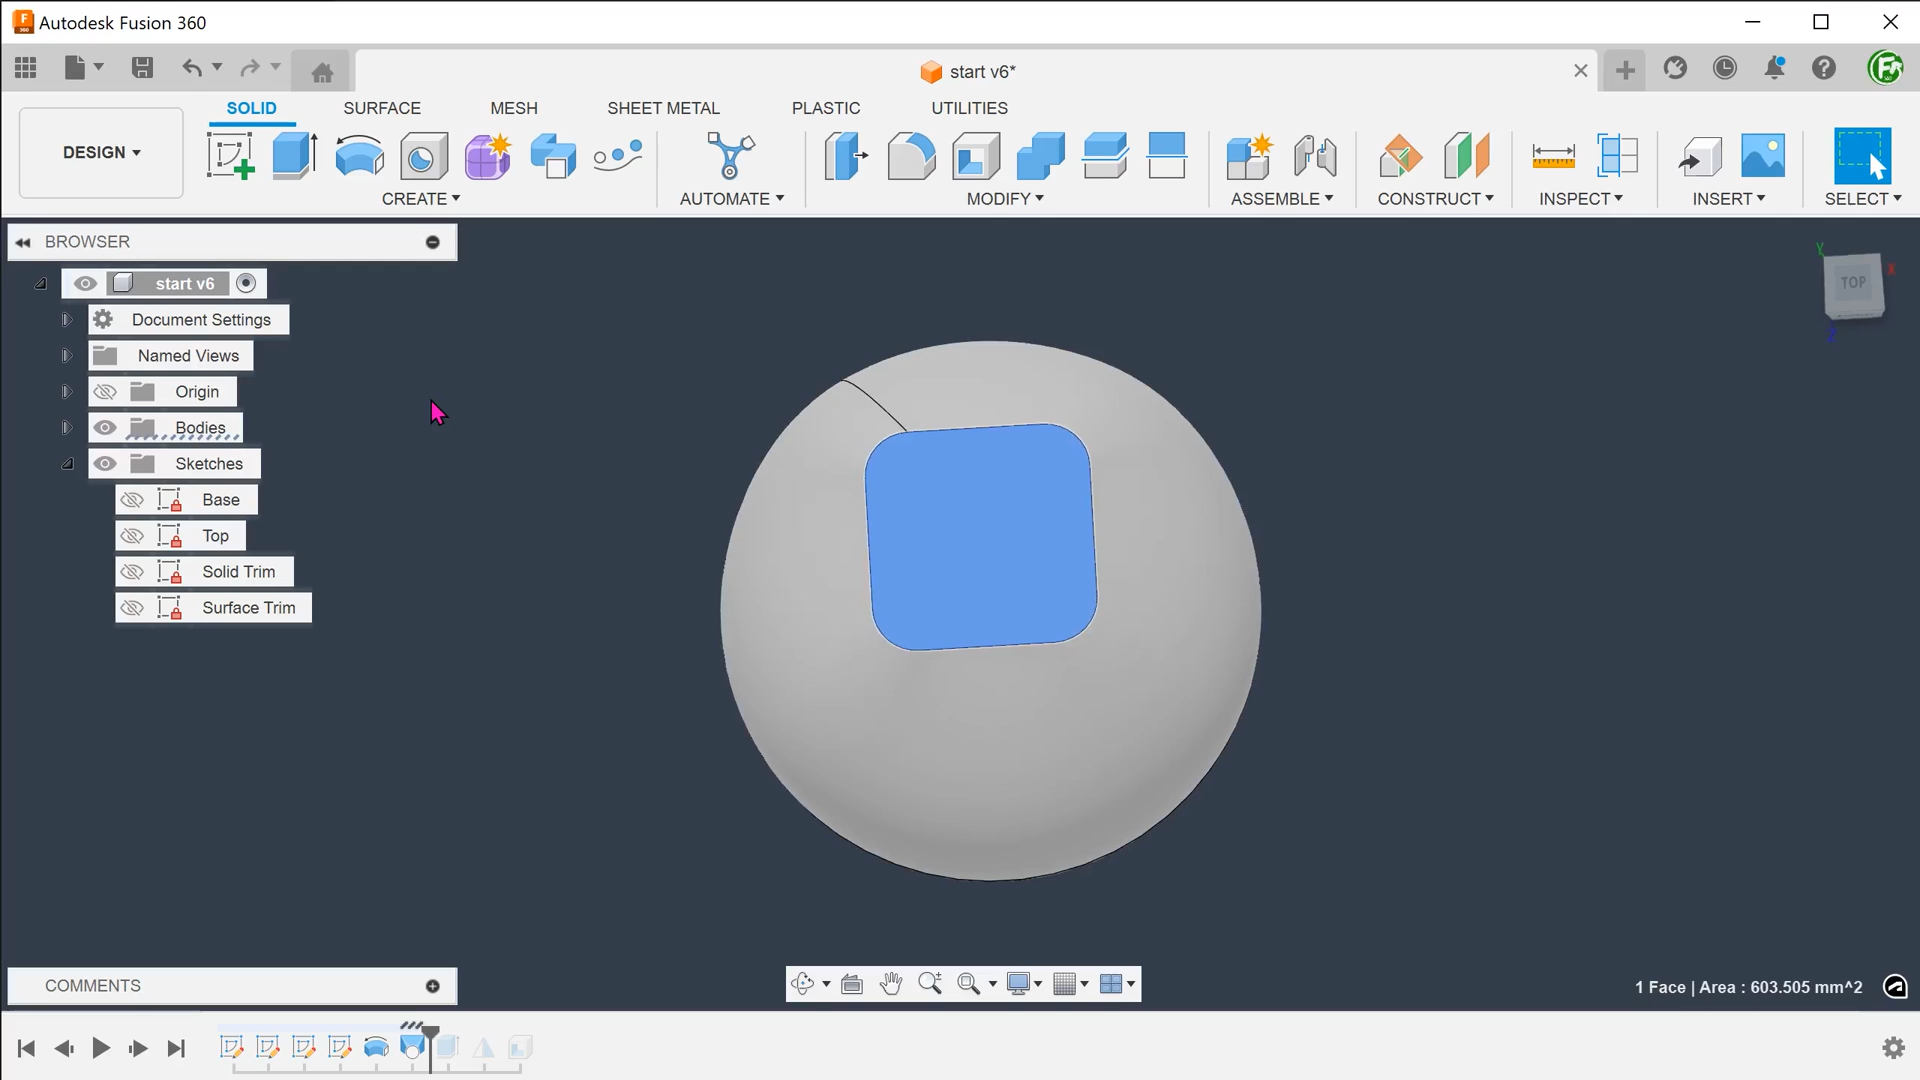 Autodesk Fusion 360
start v6*
SOLID
SURFACE
MESH
SHEET METAL
PLASTIC
UTILITIES
DESIGN
CREATE
AUTOMATE
MODIFY
ASSEMBLE
CONSTRUCT
INSPECT
INSERT
SELECT
BROWSER
start v6
Document Settings
Named Views
Origin
Bodies
Sketches
Base
Top
Solid Trim
Surface Trim
Y
X
TOP
Z
COMMENTS
1 Face | Area : 603.505 mm^2